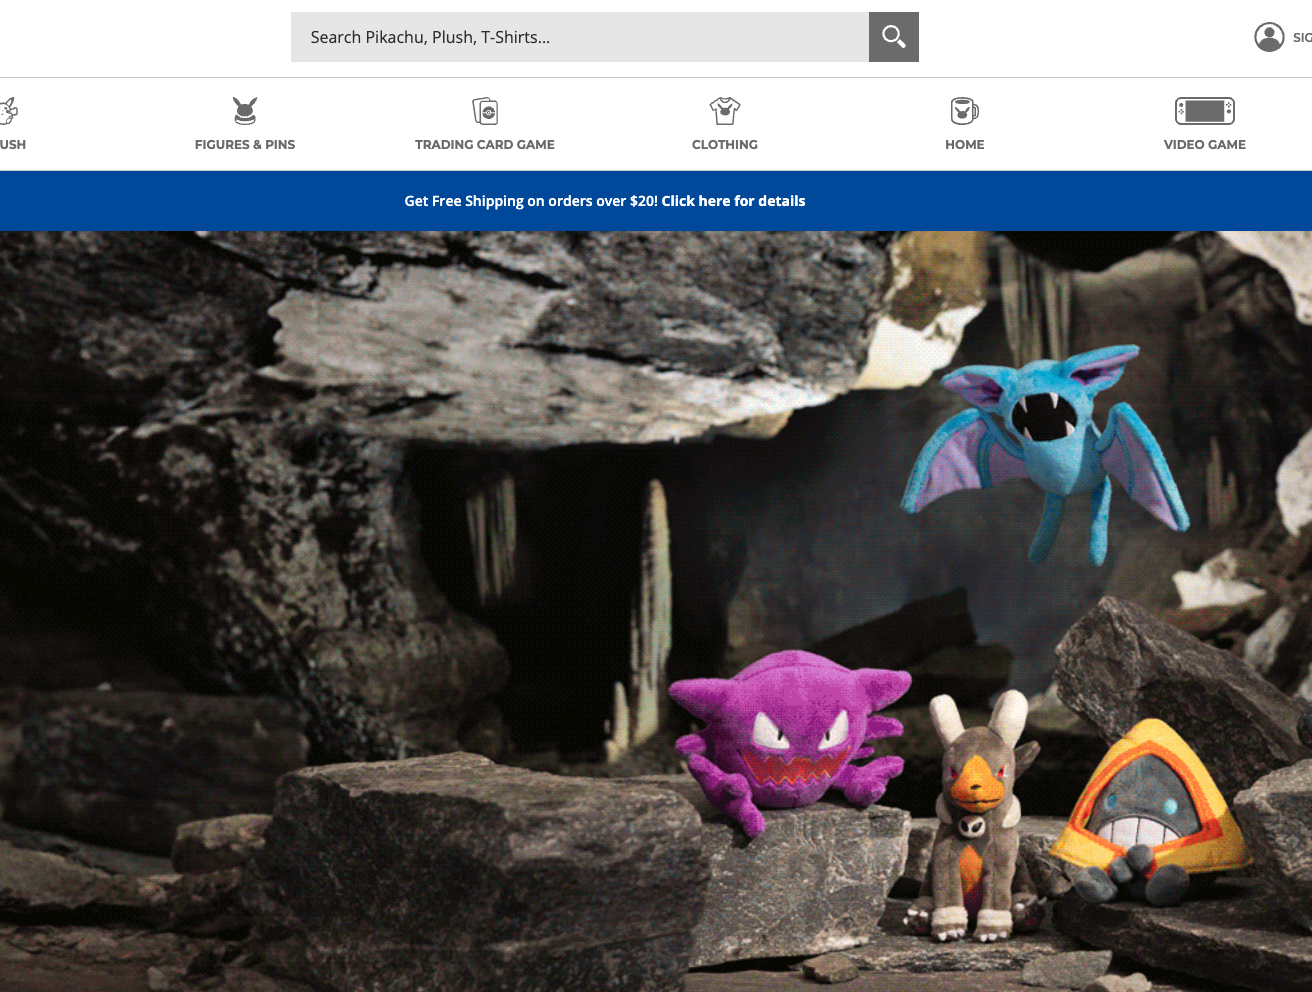 Search Pikachu, Plush, T-Shirts...
SIG
USH
FIGURES & PINS
TRADING CARD GAME
CLOTHING
HOME
VIDEO GAME
Get Free Shipping on orders over $20! Click here for details